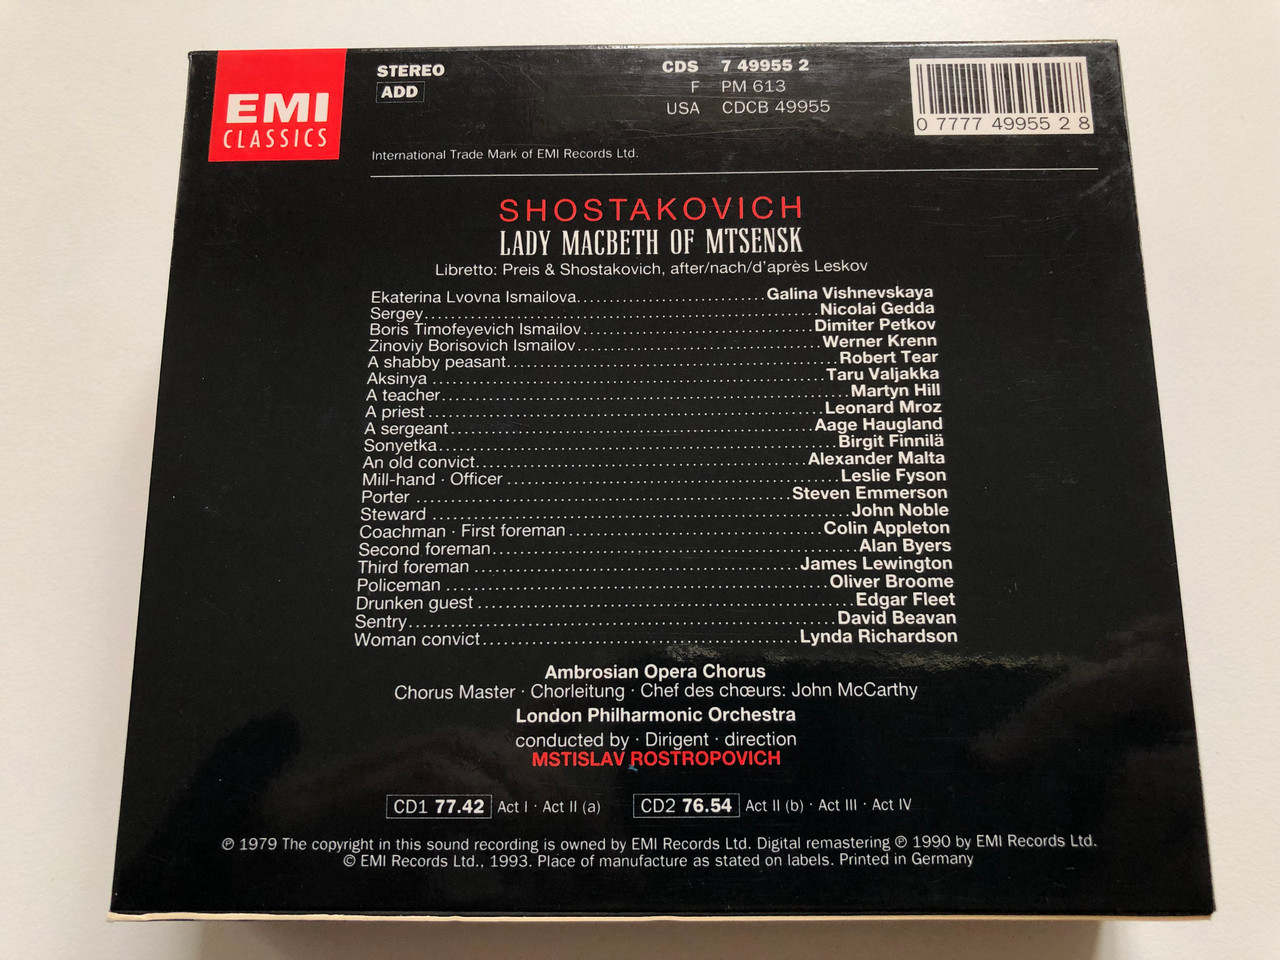 EMI
CLASSICS
STEREO
ADD
CDS 7 49955 2
F PM 613
USA CDCB 49955
0 7777 49955 2 8
International Trade Mark of EMI Records Ltd.
SHOSTAKOVICH
LADY MACBETH OF MTSENSK
Libretto: Preis & Shostakovich, after/nach/d'après Leskov
Ekaterina Lvovna Ismailova..........................Galina Vishnevskaya
Sergey..........................Nicolai Gedda
Boris Timofeyevich Ismailov..........................Dimiter Petkov
Zinoviy Borisovich Ismailov..........................Werner Krenn
A shabby peasant..........................Robert Tear
Aksinya ..........................Taru Valjakka
A teacher..........................Martyn Hill
A priest..........................Leonard Mroz
A sergeant..........................Aage Haugland
Sonyetka..........................Birgit Finnilä
An old convict..........................Alexander Malta
Mill-hand · Officer ..........................Leslie Fyson
Porter ..........................Steven Emmerson
Steward ..........................John Noble
Coachman · First foreman ..........................Colin Appleton
Second foreman..........................Alan Byers
Third foreman ..........................James Lewington
Policeman ..........................Oliver Broome
Drunken guest ..........................Edgar Fleet
Sentry..........................David Beavan
Woman convict..........................Lynda Richardson
Ambrosian Opera Chorus
Chorus Master · Chorleitung · Chef des chœurs: John McCarthy
London Philharmonic Orchestra
conducted by · Dirigent · direction
MSTISLAV ROSTROPOVICH
CD1 77.42 Act I · Act II (a) CD2 76.54 Act II (b) · Act III · Act IV
℗ 1979 The copyright in this sound recording is owned by EMI Records Ltd. Digital remastering ℗ 1990 by EMI Records Ltd.
© EMI Records Ltd., 1993. Place of manufacture as stated on labels. Printed in Germany